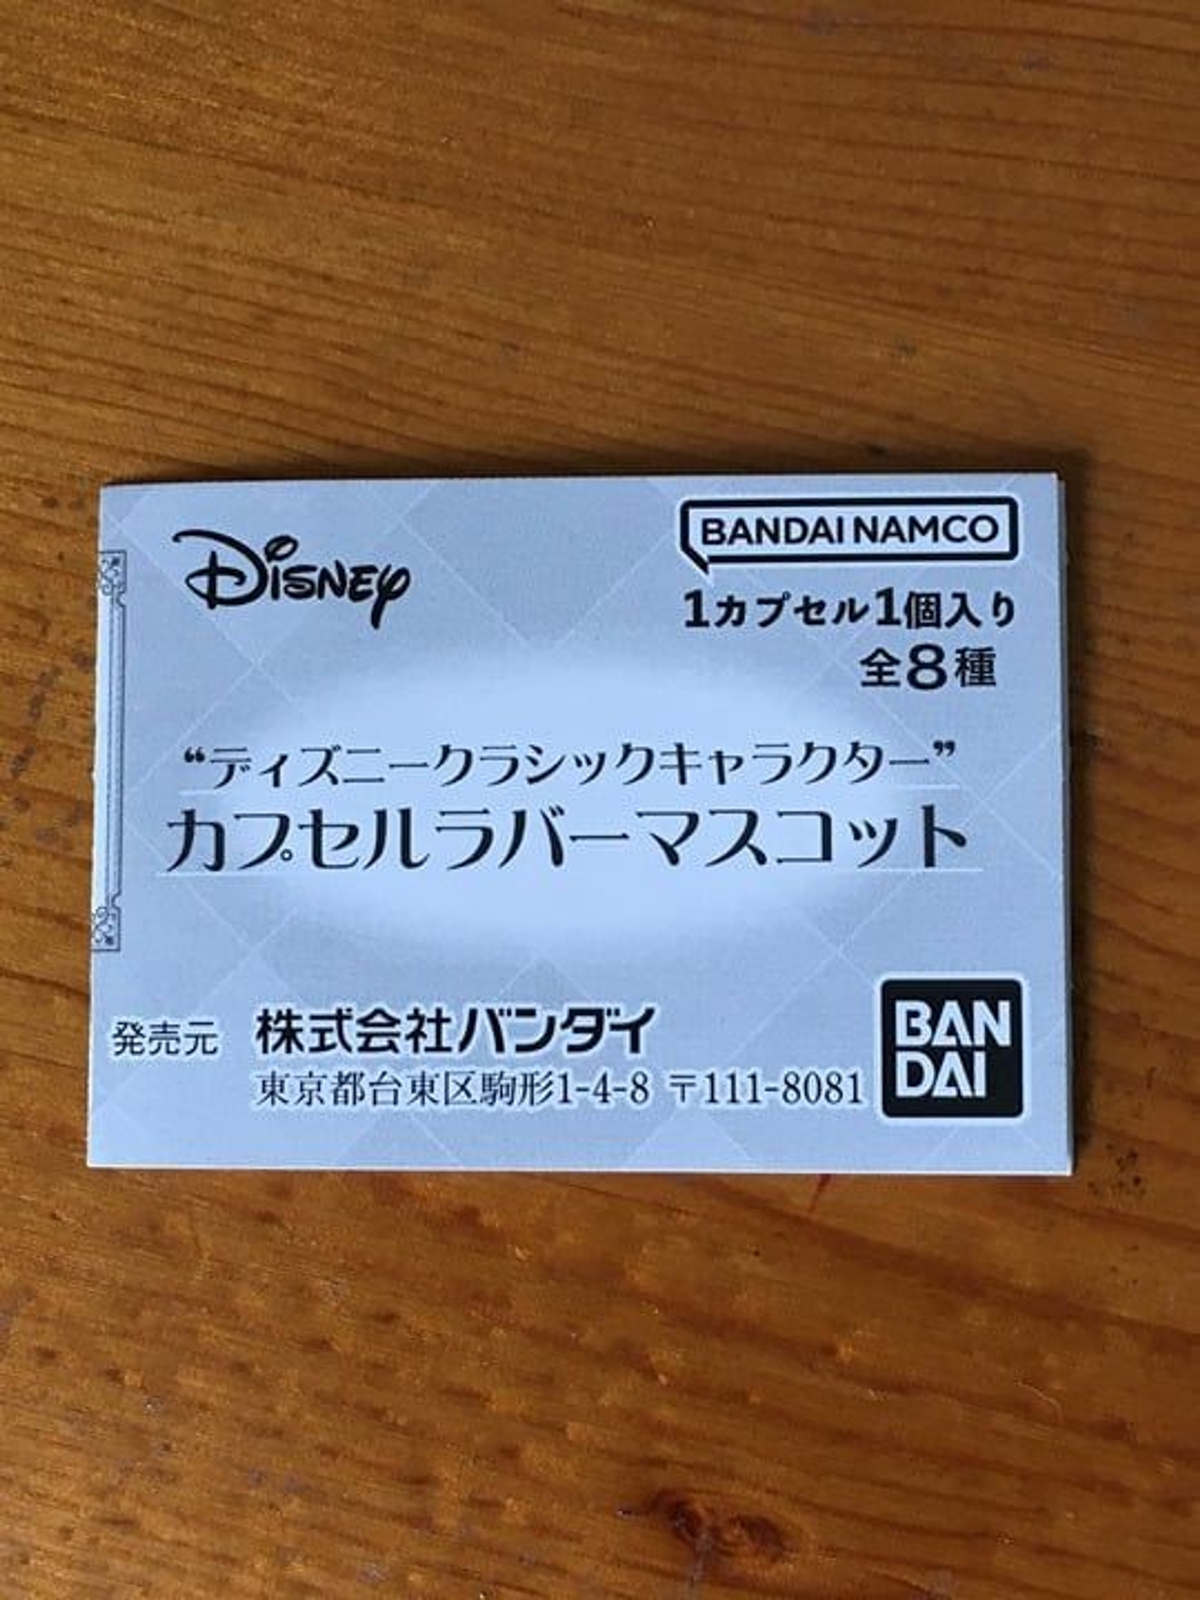 Disney
BANDAI NAMCO
1カプセル1個入り
全8種
“ディズニークラシックキャラクター”
カプセルラバーマスコット
発売元 株式会社バンダイ
東京都台東区駒形1-4-8 〒111-8081
BAN
DAI